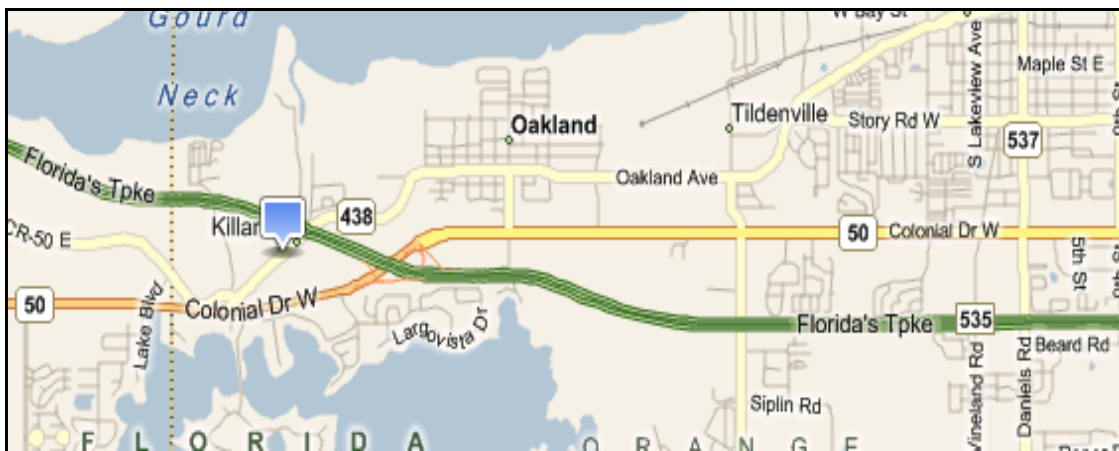 Gourd
Neck
W Bay St
Maple St E
S Lakeview Ave
Oakland
Tildenville
Story Rd W
537
Florida's Tpke
Oakland Ave
438
CR-50 E
50
Colonial Dr W
5th St
50
Colonial Dr W
Lake Blvd
Largovista Dr
Florida's Tpke
535
Beard Rd
Vineland Rd
Daniels Rd
Siplin Rd
FLORIDA
ORANGE